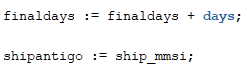 finaldays := finaldays + days;
shipantigo := ship_mmsi;